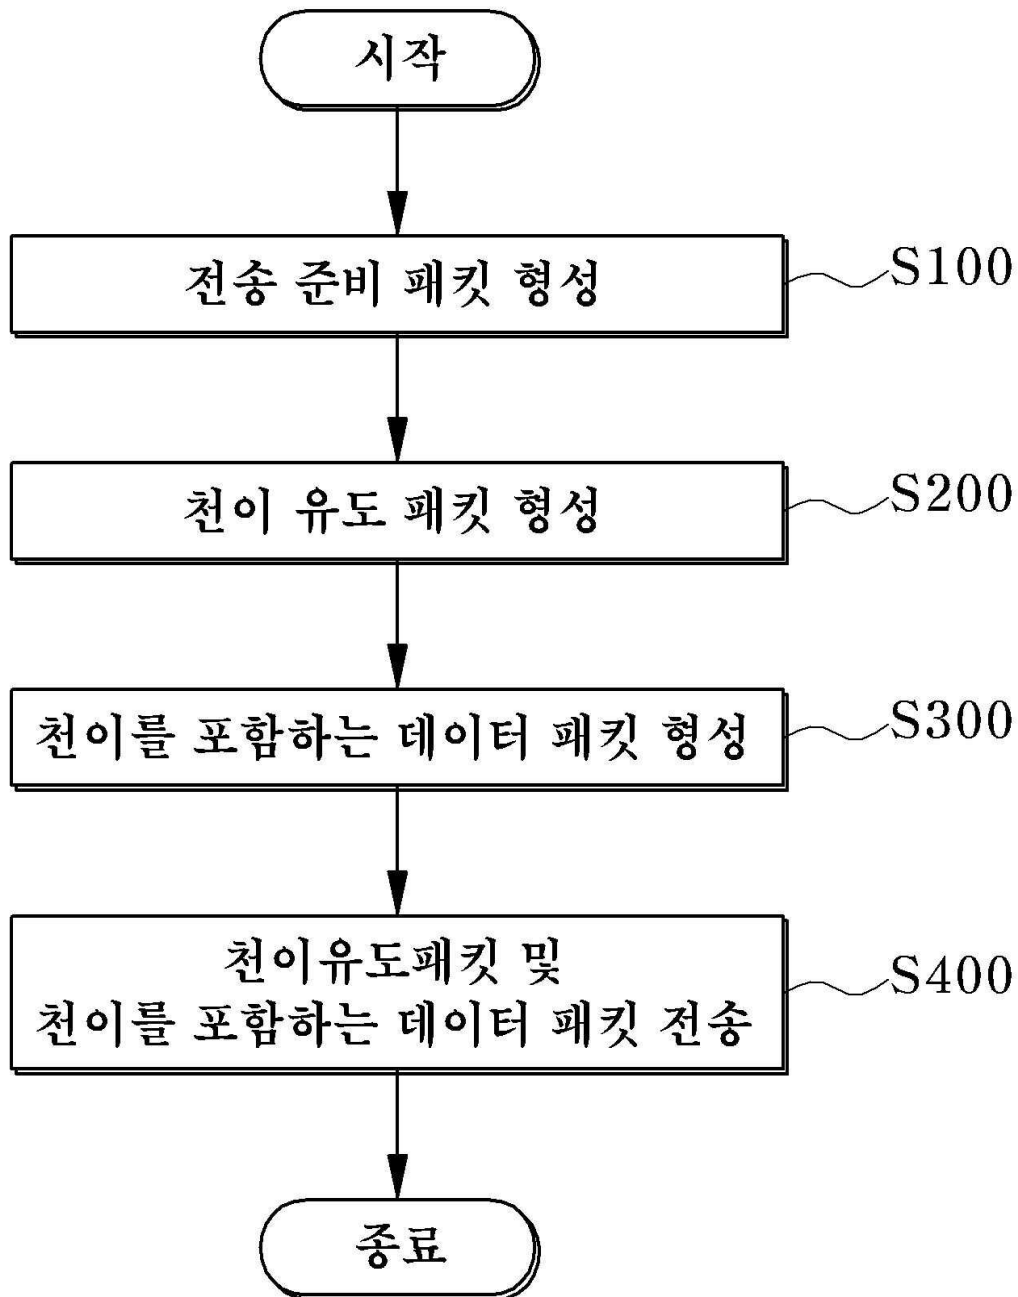 시작
전송 준비 패킷 형성
S100
천이 유도 패킷 형성
S200
천이를 포함하는 데이터 패킷 형성
S300
천이유도패킷 및
천이를 포함하는 데이터 패킷 전송
S400
종료